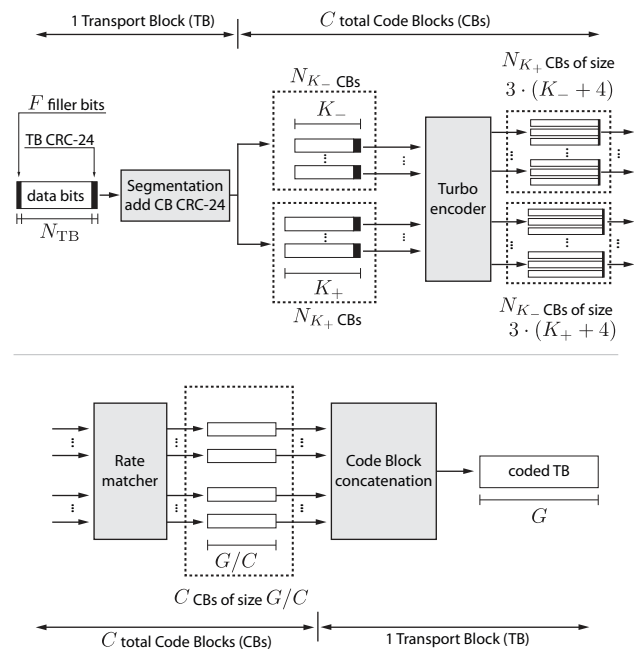 1 Transport Block (TB)
C total Code Blocks (CBs)
F filler bits
TB CRC-24
data bits
N_TB
Segmentation
add CB CRC-24
N_{K_-} CBs
K_-
...
...
...
...
K_+
N_{K_+} CBs
Turbo
encoder
N_{K_+} CBs of size
3 · (K_- + 4)
...
...
...
...
...
...
N_{K_-} CBs of size
3 · (K_+ + 4)
...
...
Rate
matcher
...
...
...
...
G/C
C CBs of size G/C
...
...
Code Block
concatenation
coded TB
G
C total Code Blocks (CBs)
1 Transport Block (TB)